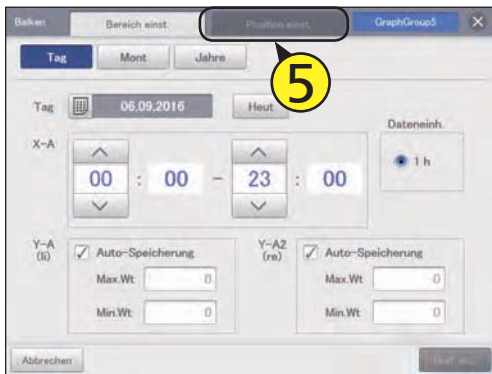 Balken Bereich einst. Position einst. GraphGroup5 X
5
Tag Mont Jahre
Tag 06.09.2016 Heut
Dateneinh.
X-A 00 : 00 - 23 : 00 1 h
Y-A (li) Auto-Speicherung Y-A2 (re) Auto-Speicherung
Max.Wt 0 Max.Wt 0
Min.Wt 0 Min.Wt 0
Abbrechen